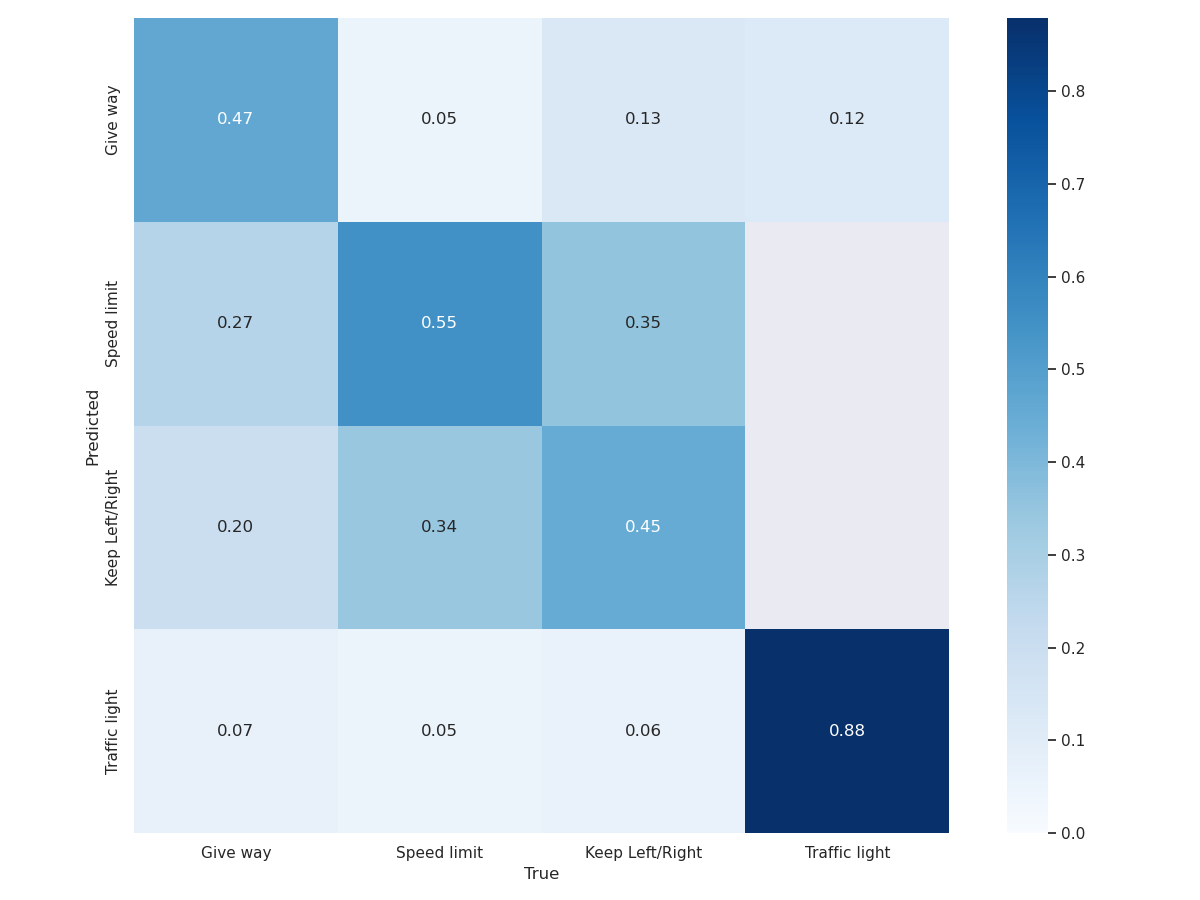 Give way
0.47 0.05 0.13 0.12
Speed limit
0.27 0.55 0.35
Predicted
Keep Left/Right
0.20 0.34 0.45
Traffic light
0.07 0.05 0.06 0.88
Give way Speed limit Keep Left/Right Traffic light
True
0.8
0.7
0.6
0.5
0.4
0.3
0.2
0.1
0.0